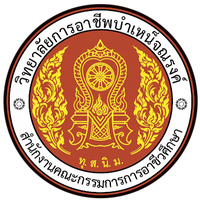 วิทยาลัยการอาชีพบำเหน็จณรงค์
ท. ส. นิ. ม.
สำนักงานคณะกรรมการการอาชีวศึกษา